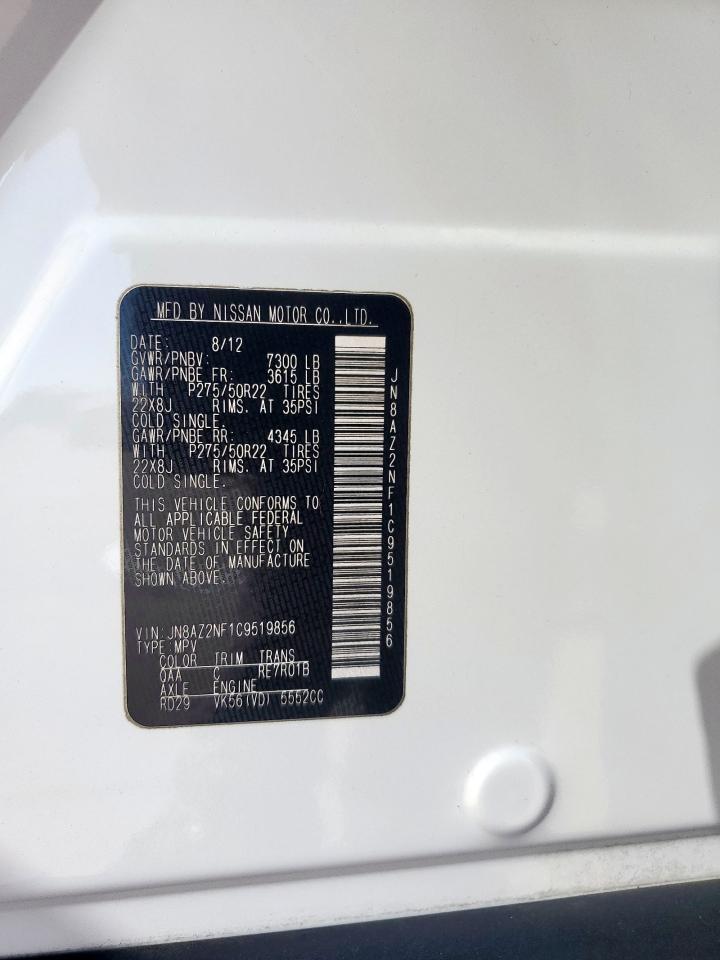 MFD BY NISSAN MOTOR CO.,LTD.
DATE: 8/12
GVWR/PNBV: 7300 LB
GAWR/PNBE FR: 3615 LB
WITH P275/50R22 TIRES
22X8J RIMS. AT 35PSI
COLD SINGLE.
GAWR/PNBE RR: 4345 LB
WITH P275/50R22 TIRES
22X8J RIMS. AT 35PSI
COLD SINGLE.
THIS VEHICLE CONFORMS TO
ALL APPLICABLE FEDERAL
MOTOR VEHICLE SAFETY
STANDARDS IN EFFECT ON
THE DATE OF MANUFACTURE
SHOWN ABOVE.
VIN: JN8AZ2NF1C9519856
TYPE: MPV
COLOR TRIM TRANS
QAA C RE7R01B
AXLE ENGINE
RD29 VK56(VD) 5552CC
JN8AZ2NF1C9519856